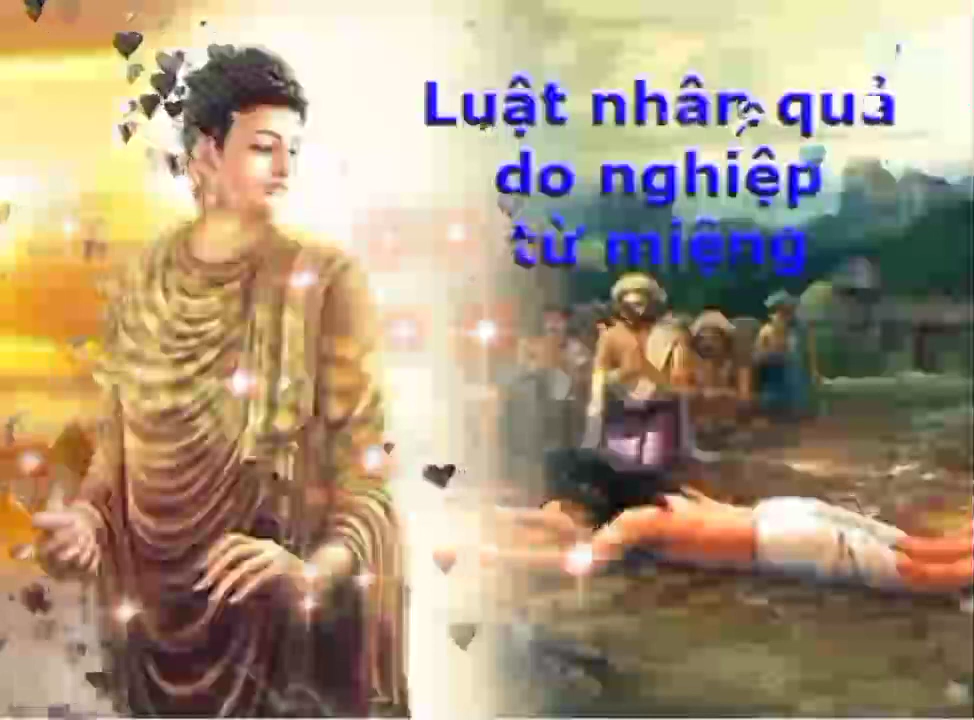 Luật nhân quả
do nghiệp
từ miệng